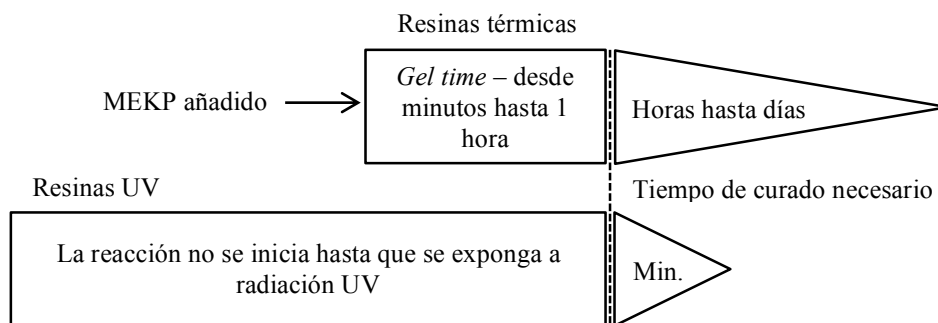 Resinas térmicas
MEKP añadido
Gel time – desde
minutos hasta 1
hora
Horas hasta días
Resinas UV
Tiempo de curado necesario
La reacción no se inicia hasta que se exponga a
radiación UV
Min.